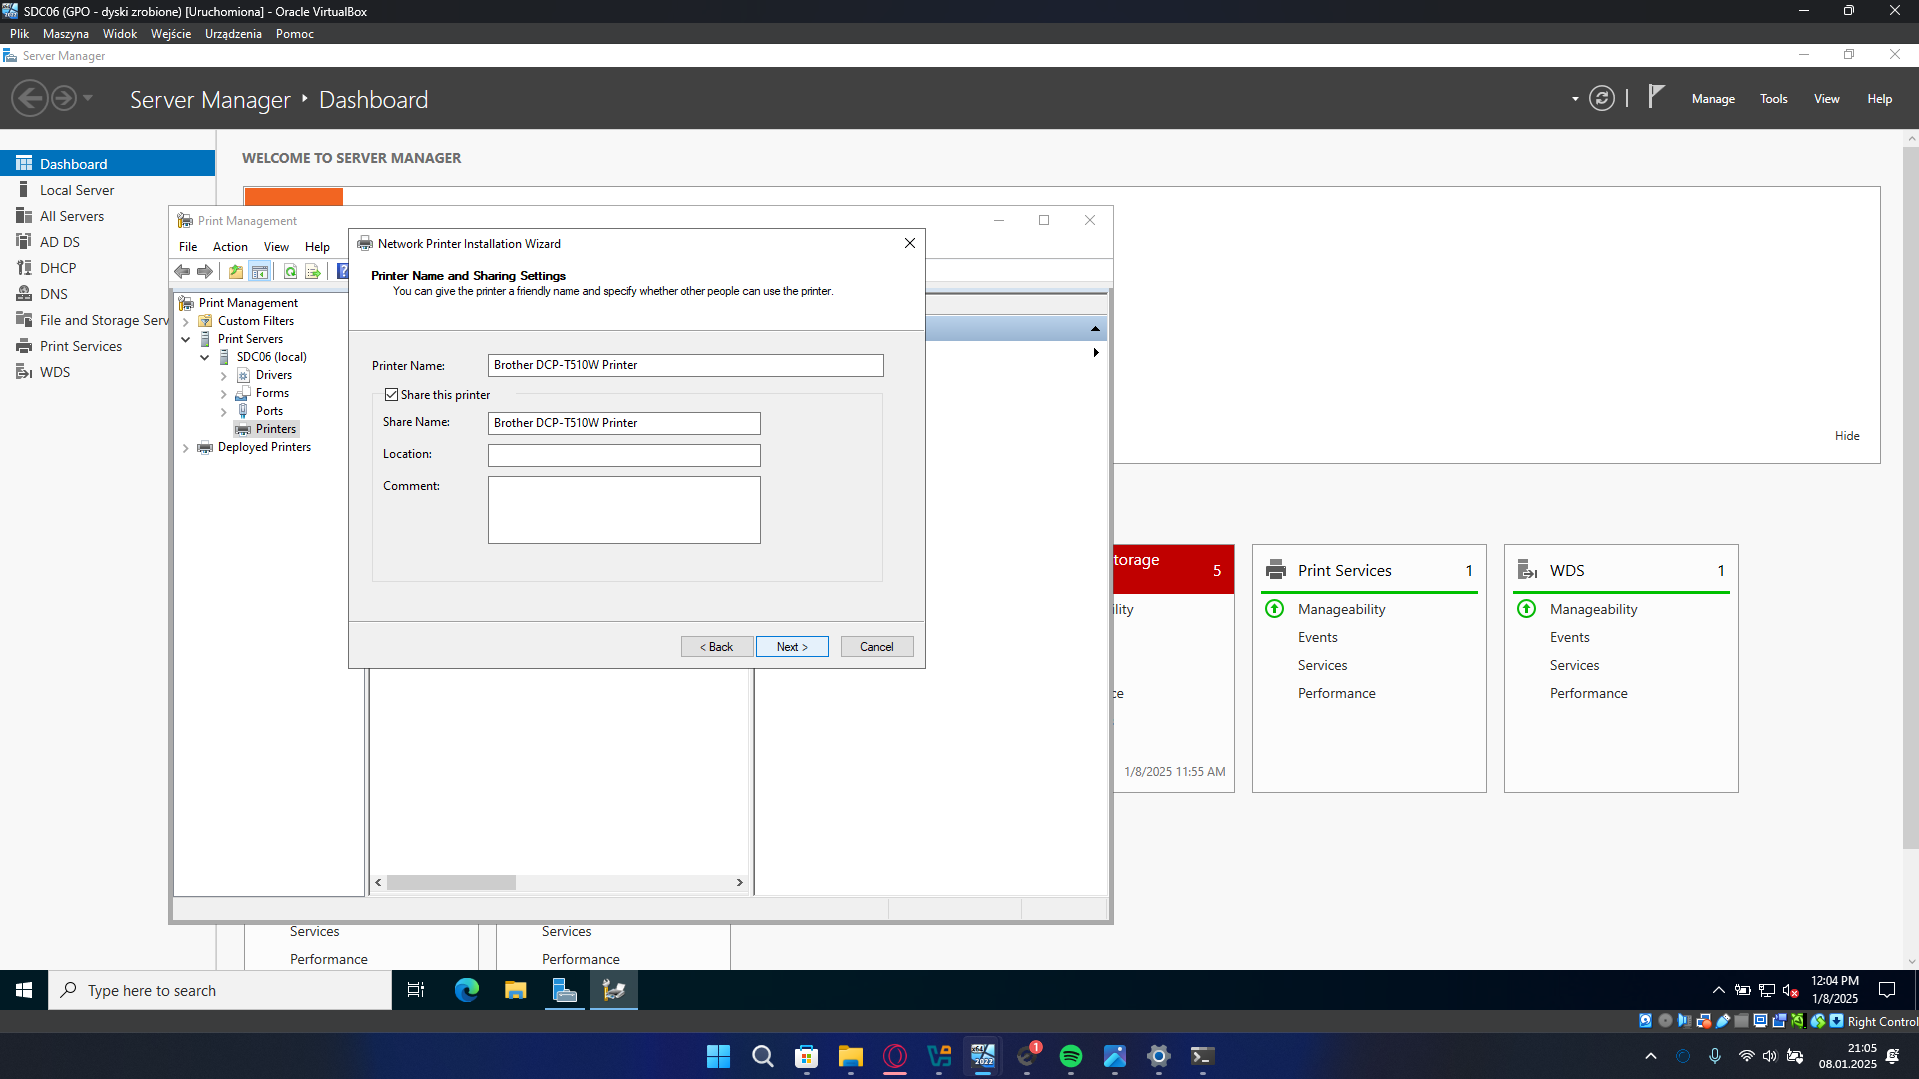 SDC06 (GPO - dyski zrobione) [Uruchomiona] - Oracle VirtualBox
Plik Maszyna Widok Wejście Urządzenia Pomoc
Server Manager
Server Manager Dashboard
Manage Tools View Help
Dashboard
Local Server
All Servers
AD DS
DHCP
DNS
File and Storage Serv
Print Services
WDS
WELCOME TO SERVER MANAGER
Hide
Print Management
File Action View Help
Print Management
Custom Filters
Print Servers
SDC06 (local)
Drivers
Forms
Ports
Printers
Deployed Printers
Network Printer Installation Wizard
Printer Name and Sharing Settings
You can give the printer a friendly name and specify whether other people can use the printer.
Printer Name: Brother DCP-T510W Printer
Share this printer
Share Name: Brother DCP-T510W Printer
Location:
Comment:
< Back Next > Cancel
torage 5
ility
ce
1/8/2025 11:55 AM
Print Services 1
Manageability
Events
Services
Performance
WDS 1
Manageability
Events
Services
Performance
Services
Performance
Services
Performance
Type here to search
12:04 PM
1/8/2025
Right Control
2022
1
21:05
08.01.2025